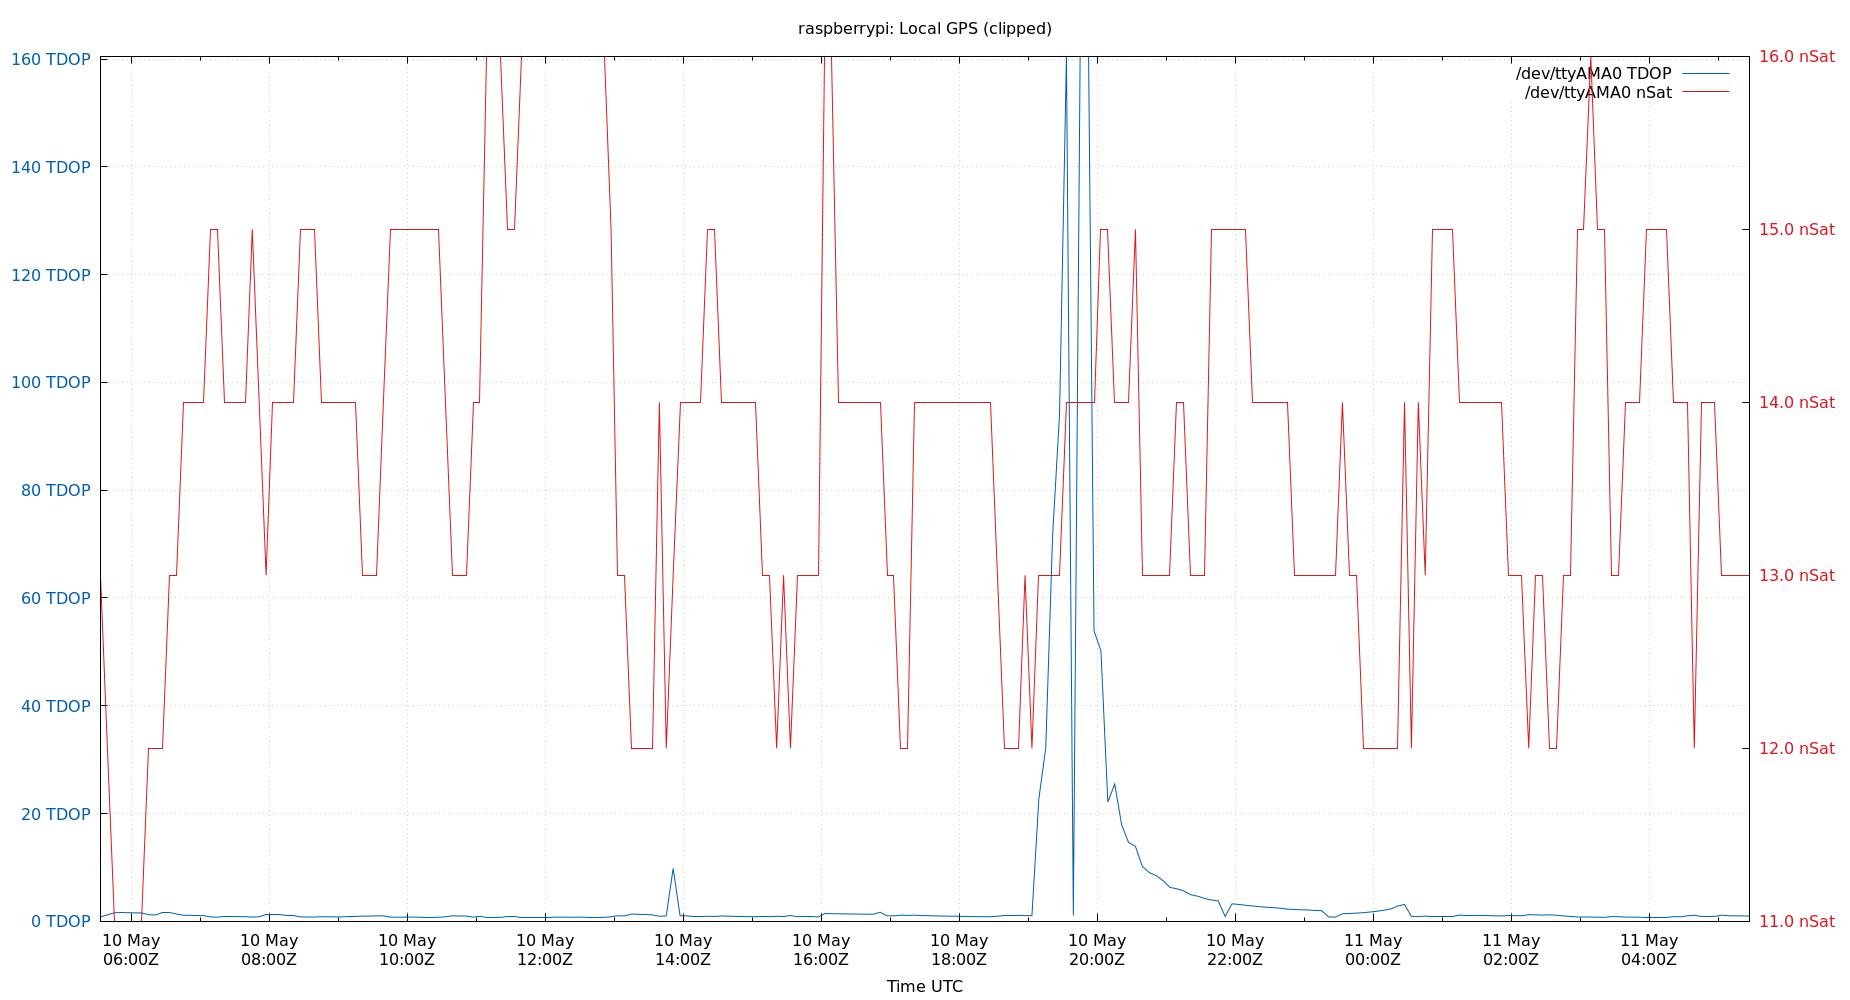 raspberrypi: Local GPS (clipped)
160 TDOP
140 TDOP
120 TDOP
100 TDOP
80 TDOP
60 TDOP
40 TDOP
20 TDOP
0 TDOP
16.0 nSat
15.0 nSat
14.0 nSat
13.0 nSat
12.0 nSat
11.0 nSat
/dev/ttyAMA0 TDOP
/dev/ttyAMA0 nSat
10 May
06:00Z
10 May
08:00Z
10 May
10:00Z
10 May
12:00Z
10 May
14:00Z
10 May
16:00Z
10 May
18:00Z
10 May
20:00Z
10 May
22:00Z
11 May
00:00Z
11 May
02:00Z
11 May
04:00Z
Time UTC